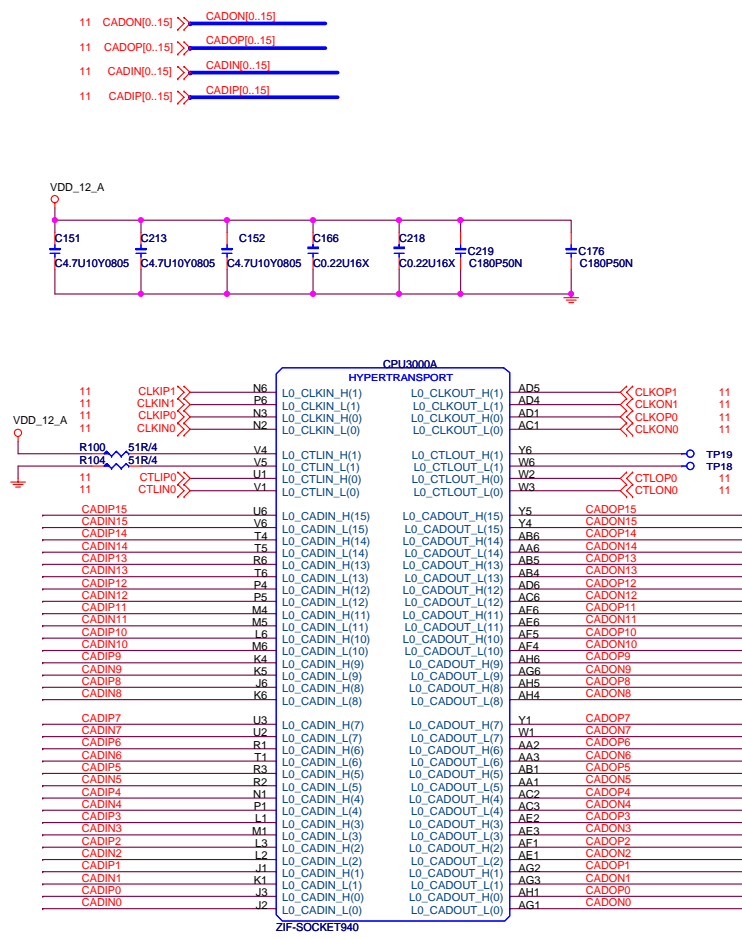 11 CADON[0..15] CADON[0..15]
11 CADOP[0..15] CADOP[0..15]
11 CADIN[0..15] CADIN[0..15]
11 CADIP[0..15] CADIP[0..15]
VDD_12_A
C151 C213 C152 C166 C218 C219 C176
C4.7U10Y0805 C4.7U10Y0805 C4.7U10Y0805 C0.22U16X C0.22U16X C180P50N C180P50N
CPU3000A
HYPERTRANSPORT
11 CLKIP1 N6 L0_CLKIN_H(1) L0_CLKOUT_H(1) AD5 CLKOP1 11
11 CLKIN1 P6 L0_CLKIN_L(1) L0_CLKOUT_L(1) AD4 CLKON1 11
11 CLKIP0 N3 L0_CLKIN_H(0) L0_CLKOUT_H(0) AD1 CLKOP0 11
11 CLKIN0 N2 L0_CLKIN_L(0) L0_CLKOUT_L(0) AC1 CLKON0 11
VDD_12_A
R100 51R/4 V4 L0_CTLIN_H(1) L0_CTLOUT_H(1) Y6 TP19
R104 51R/4 V5 L0_CTLIN_L(1) L0_CTLOUT_L(1) W6 TP18
11 CTLIP0 U1 L0_CTLIN_H(0) L0_CTLOUT_H(0) W2 CTLOP0 11
11 CTLIN0 V1 L0_CTLIN_L(0) L0_CTLOUT_L(0) W3 CTLON0 11
CADIP15 U6 L0_CADIN_H(15) L0_CADOUT_H(15) Y5 CADOP15
CADIN15 V6 L0_CADIN_L(15) L0_CADOUT_L(15) Y4 CADON15
CADIP14 T4 L0_CADIN_H(14) L0_CADOUT_H(14) AB6 CADOP14
CADIN14 T5 L0_CADIN_L(14) L0_CADOUT_L(14) AA6 CADON14
CADIP13 R6 L0_CADIN_H(13) L0_CADOUT_H(13) AB5 CADOP13
CADIN13 T6 L0_CADIN_L(13) L0_CADOUT_L(13) AB4 CADON13
CADIP12 P4 L0_CADIN_H(12) L0_CADOUT_H(12) AD6 CADOP12
CADIN12 P5 L0_CADIN_L(12) L0_CADOUT_L(12) AC6 CADON12
CADIP11 M4 L0_CADIN_H(11) L0_CADOUT_H(11) AF6 CADOP11
CADIN11 M5 L0_CADIN_L(11) L0_CADOUT_L(11) AE6 CADON11
CADIP10 L6 L0_CADIN_H(10) L0_CADOUT_H(10) AF5 CADOP10
CADIN10 M6 L0_CADIN_L(10) L0_CADOUT_L(10) AF4 CADON10
CADIP9 K4 L0_CADIN_H(9) L0_CADOUT_H(9) AH6 CADOP9
CADIN9 K5 L0_CADIN_L(9) L0_CADOUT_L(9) AG6 CADON9
CADIP8 J6 L0_CADIN_H(8) L0_CADOUT_H(8) AH5 CADOP8
CADIN8 K6 L0_CADIN_L(8) L0_CADOUT_L(8) AH4 CADON8
CADIP7 U3 L0_CADIN_H(7) L0_CADOUT_H(7) Y1 CADOP7
CADIN7 U2 L0_CADIN_L(7) L0_CADOUT_L(7) W1 CADON7
CADIP6 R1 L0_CADIN_H(6) L0_CADOUT_H(6) AA2 CADOP6
CADIN6 T1 L0_CADIN_L(6) L0_CADOUT_L(6) AA3 CADON6
CADIP5 R3 L0_CADIN_H(5) L0_CADOUT_H(5) AB1 CADOP5
CADIN5 R2 L0_CADIN_L(5) L0_CADOUT_L(5) AA1 CADON5
CADIP4 N1 L0_CADIN_H(4) L0_CADOUT_H(4) AC2 CADOP4
CADIN4 P1 L0_CADIN_L(4) L0_CADOUT_L(4) AC3 CADON4
CADIP3 L1 L0_CADIN_H(3) L0_CADOUT_H(3) AE2 CADOP3
CADIN3 M1 L0_CADIN_L(3) L0_CADOUT_L(3) AE3 CADON3
CADIP2 L3 L0_CADIN_H(2) L0_CADOUT_H(2) AF1 CADOP2
CADIN2 L2 L0_CADIN_L(2) L0_CADOUT_L(2) AE1 CADON2
CADIP1 J1 L0_CADIN_H(1) L0_CADOUT_H(1) AG2 CADOP1
CADIN1 K1 L0_CADIN_L(1) L0_CADOUT_L(1) AG3 CADON1
CADIP0 J3 L0_CADIN_H(0) L0_CADOUT_H(0) AH1 CADOP0
CADIN0 J2 L0_CADIN_L(0) L0_CADOUT_L(0) AG1 CADON0
ZIF-SOCKET940